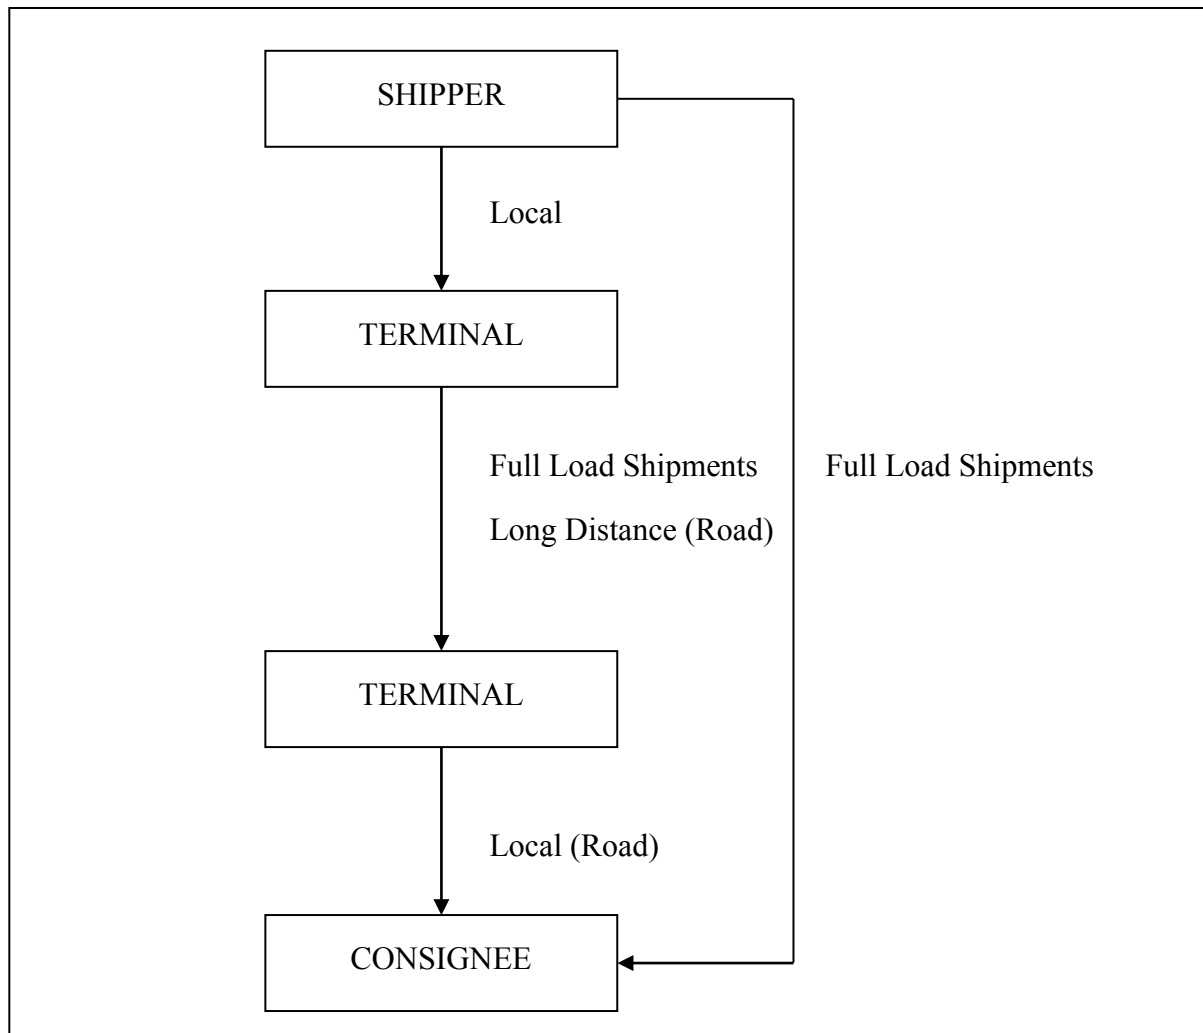 SHIPPER
Local
TERMINAL
Full Load Shipments
Long Distance (Road)
Full Load Shipments
TERMINAL
Local (Road)
CONSIGNEE